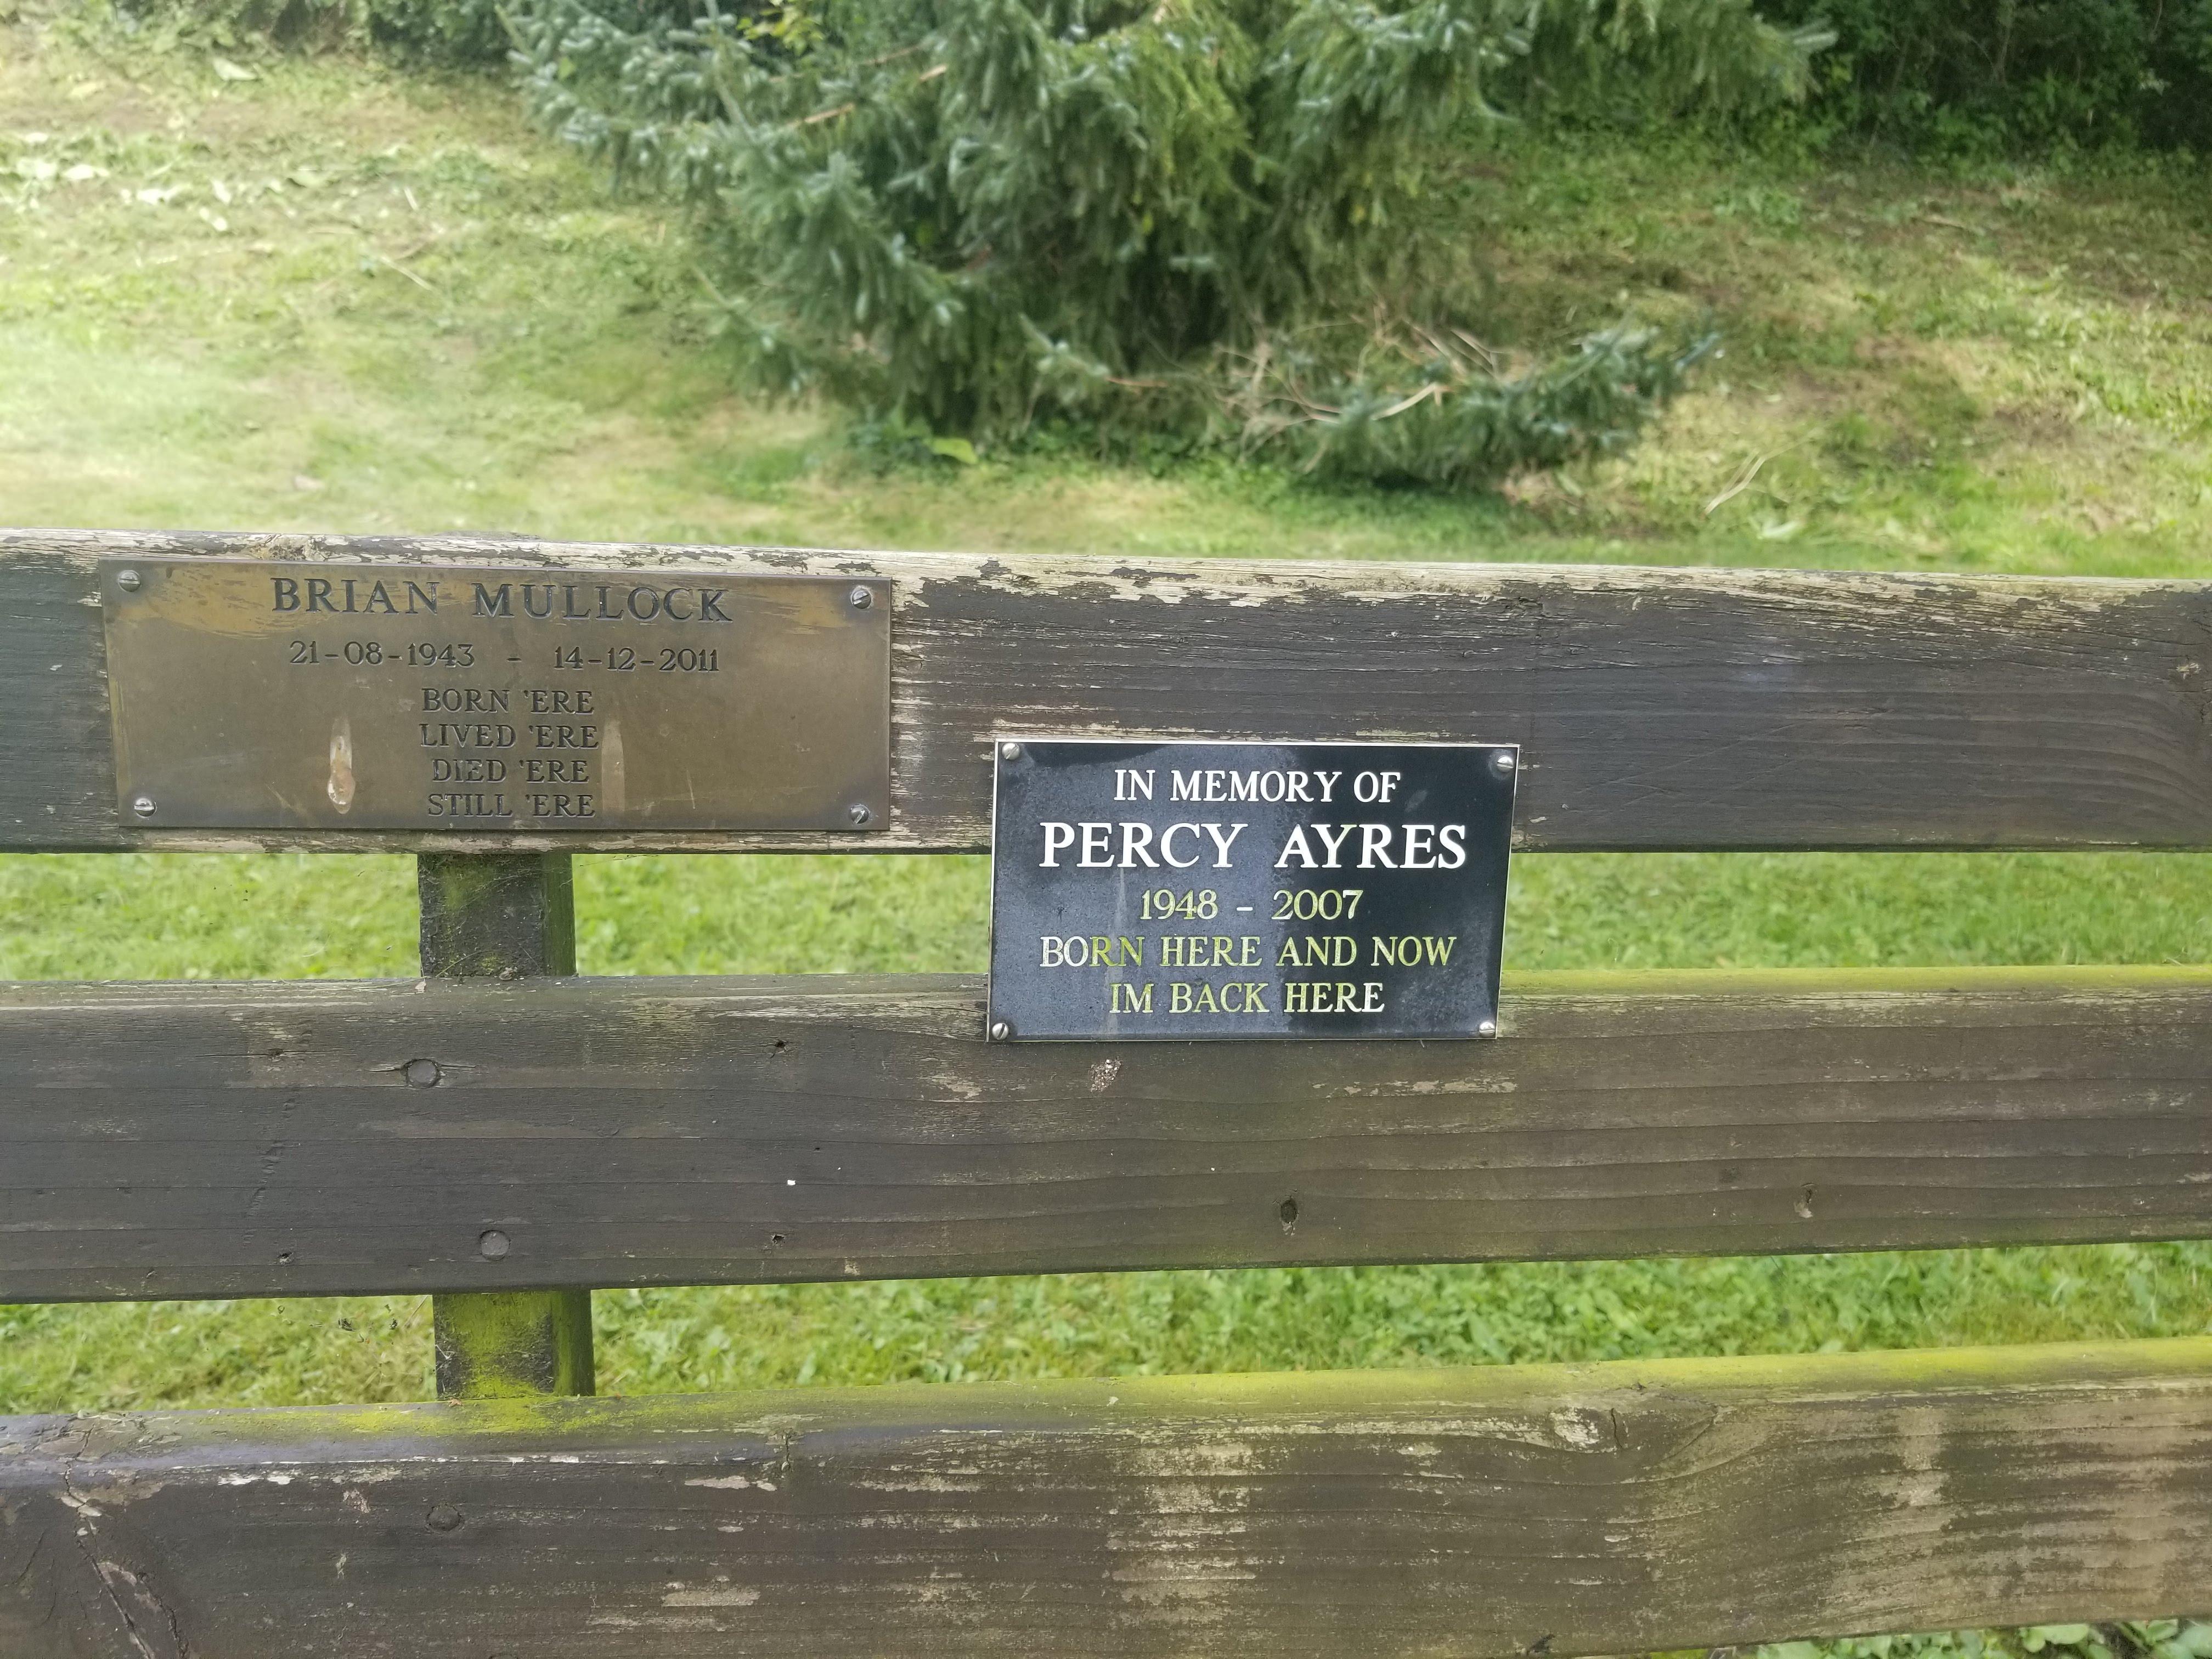 BRIAN MULLOCK
21-08-1943 - 14-12-2011
BORN 'ERE
LIVED 'ERE
DIED 'ERE
STILL 'ERE
IN MEMORY OF
PERCY AYRES
1948 - 2007
BORN HERE AND NOW
IM BACK HERE